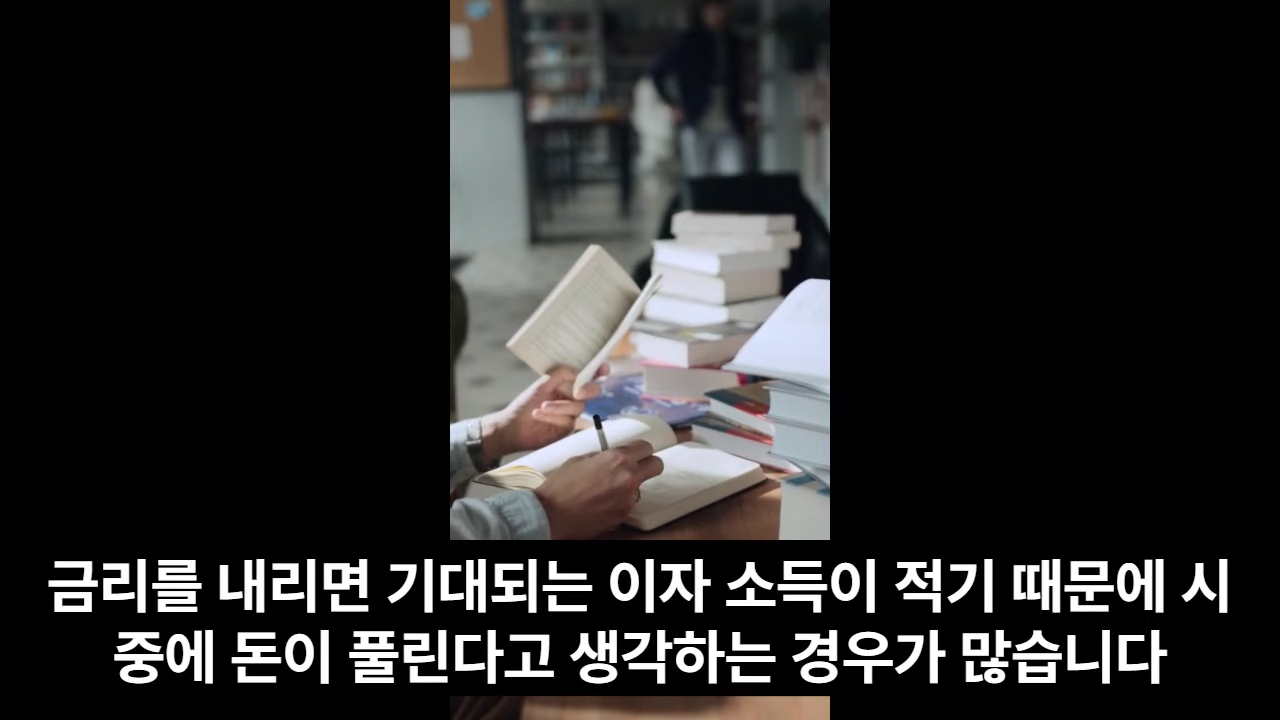 금리를 내리면 기대되는 이자 소득이 적기 때문에 시
중에 돈이 풀린다고 생각하는 경우가 많습니다